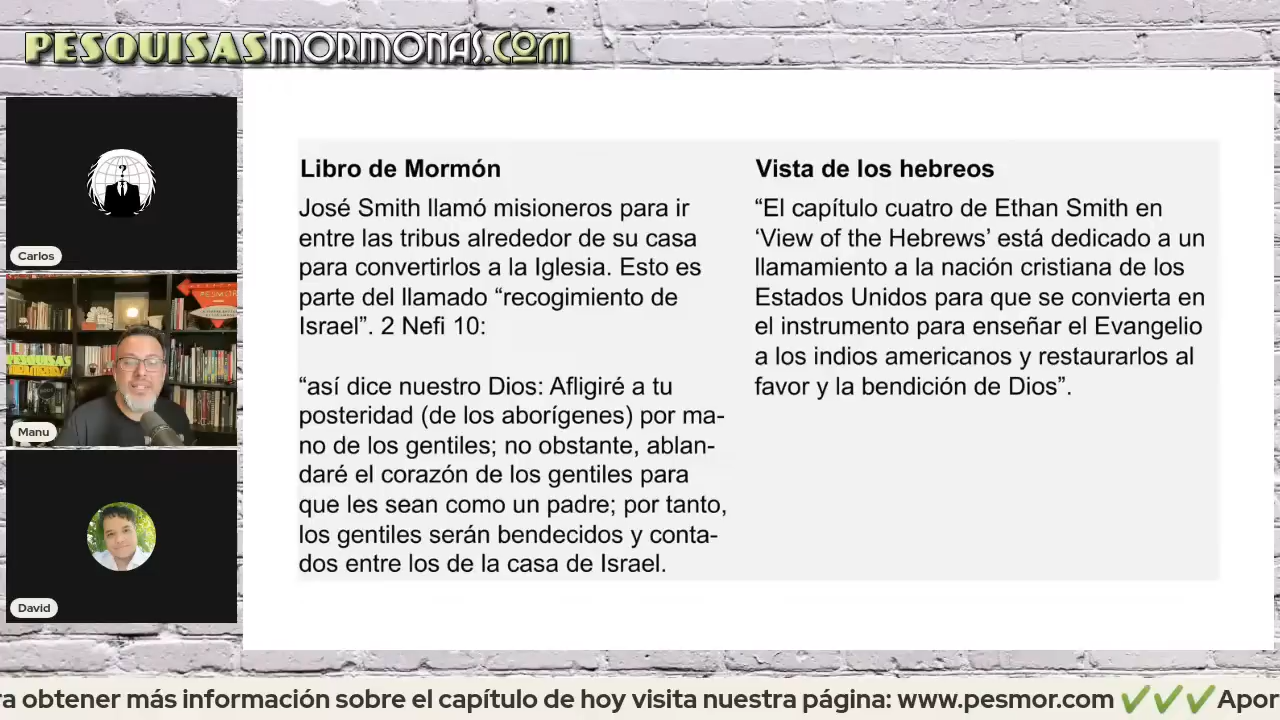 PESQUISASMORMONAS.COM
Carlos
Manu
David
Libro de Mormón
José Smith llamó misioneros para ir
entre las tribus alrededor de su casa
para convertirlos a la Iglesia. Esto es
parte del llamado “recogimiento de
Israel”. 2 Nefi 10:
“así dice nuestro Dios: Afligiré a tu
posteridad (de los aborígenes) por ma-
no de los gentiles; no obstante, ablan-
daré el corazón de los gentiles para
que les sean como un padre; por tanto,
los gentiles serán bendecidos y conta-
dos entre los de la casa de Israel.
Vista de los hebreos
“El capítulo cuatro de Ethan Smith en
‘View of the Hebrews’ está dedicado a un
llamamiento a la nación cristiana de los
Estados Unidos para que se convierta en
el instrumento para enseñar el Evangelio
a los indios americanos y restaurarlos al
favor y la bendición de Dios”.
ra obtener más información sobre el capítulo de hoy visita nuestra página: www.pesmor.com ✅✅✅ Apor